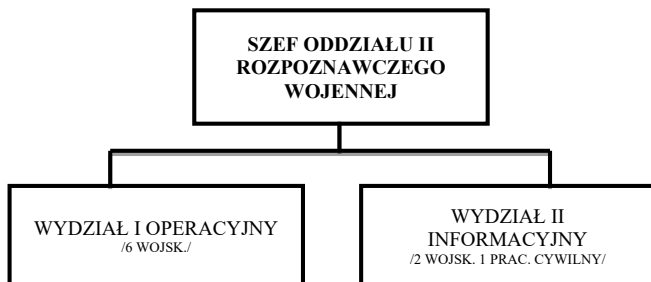 SZEF ODDZIAŁU II
ROZPOZNAWCZEGO
WOJENNEJ
WYDZIAŁ I OPERACYJNY
/6 WOJSK./
WYDZIAŁ II
INFORMACYJNY
/2 WOJSK. 1 PRAC. CYWILNY/